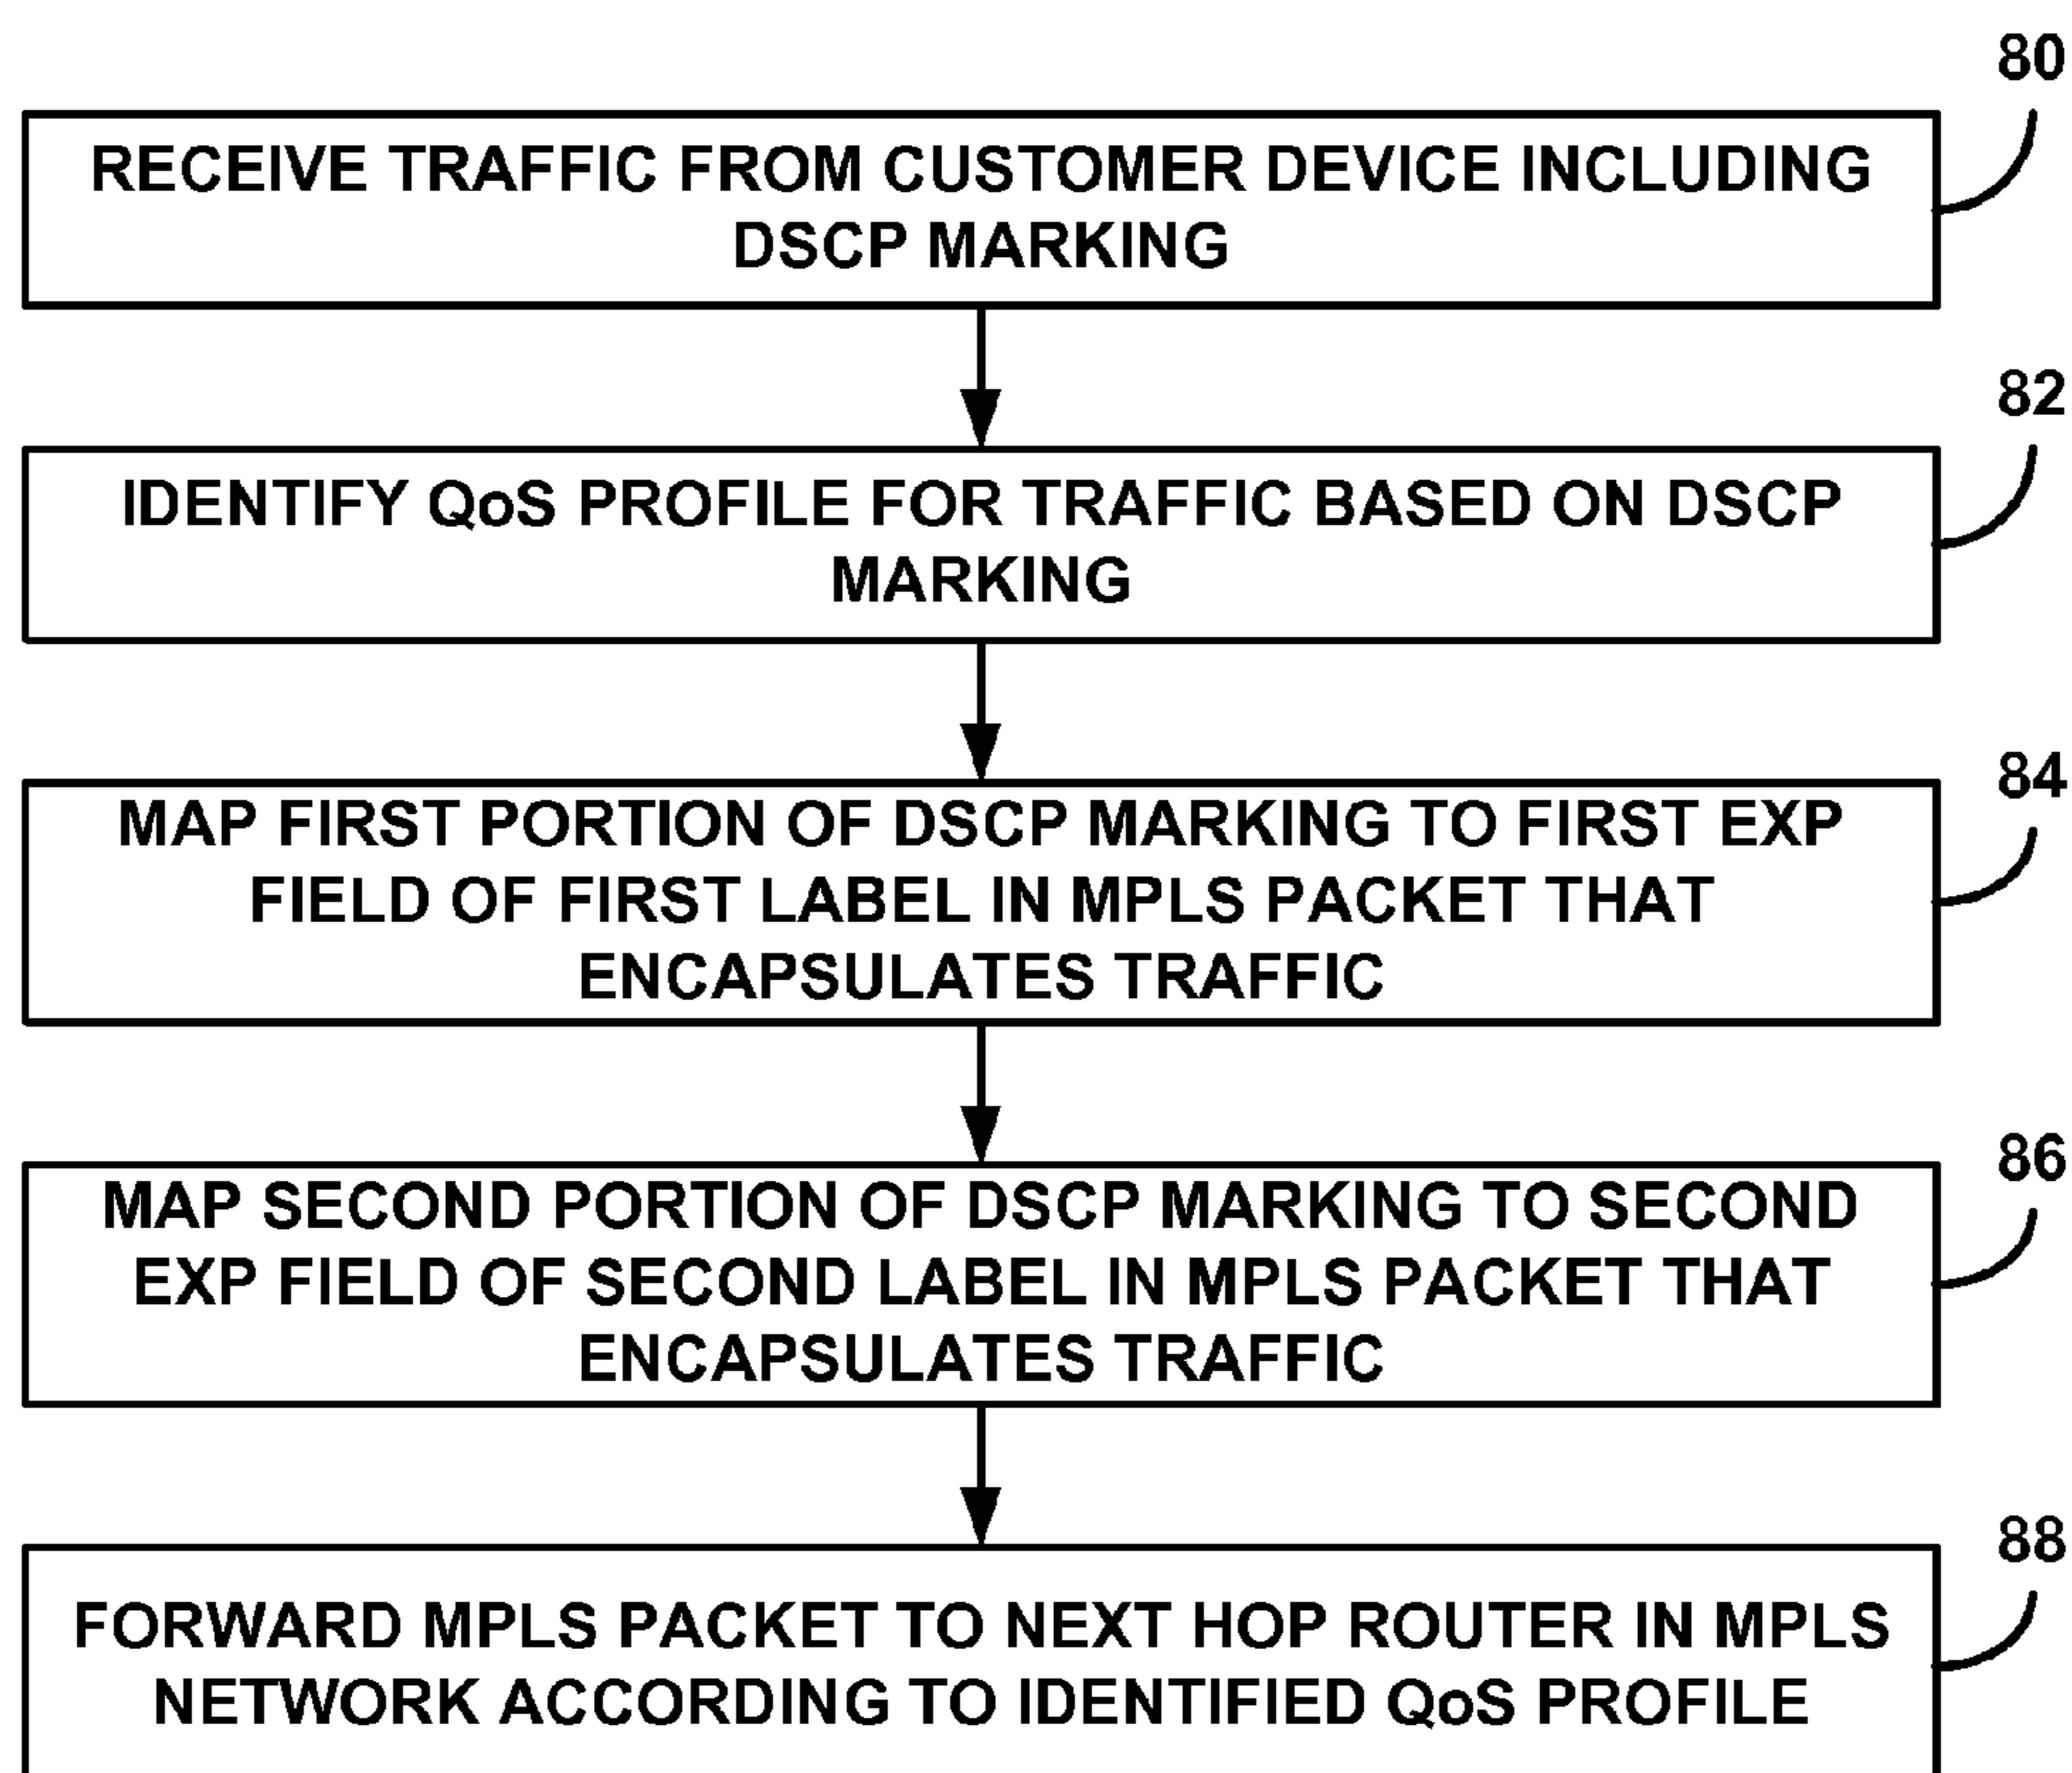 80
RECEIVE TRAFFIC FROM CUSTOMER DEVICE INCLUDING
DSCP MARKING
82
IDENTIFY QoS PROFILE FOR TRAFFIC BASED ON DSCP
MARKING
84
MAP FIRST PORTION OF DSCP MARKING TO FIRST EXP
FIELD OF FIRST LABEL IN MPLS PACKET THAT
ENCAPSULATES TRAFFIC
86
MAP SECOND PORTION OF DSCP MARKING TO SECOND
EXP FIELD OF SECOND LABEL IN MPLS PACKET THAT
ENCAPSULATES TRAFFIC
88
FORWARD MPLS PACKET TO NEXT HOP ROUTER IN MPLS
NETWORK ACCORDING TO IDENTIFIED QoS PROFILE